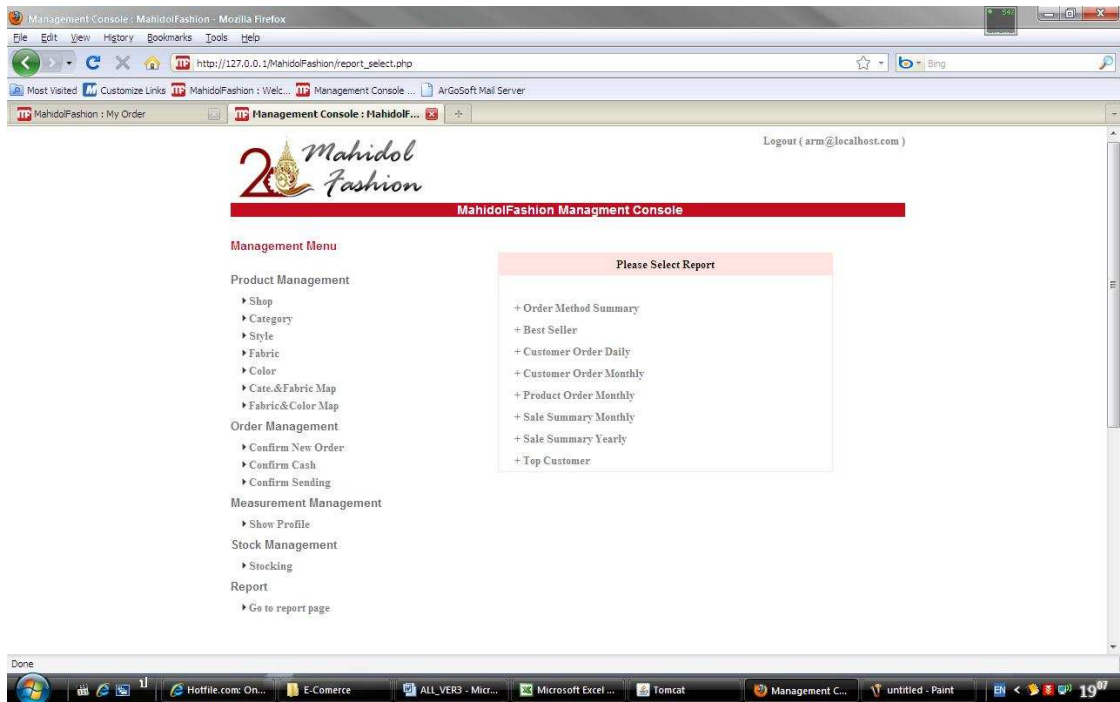 Management Console : MahidolFashion - Mozilla Firefox
File Edit View History Bookmarks Tools Help
http://127.0.0.1/MahidolFashion/report_select.php
Bing
Most Visited Customize Links MahidolFashion : Welc... Management Console ... ArGoSoft Mail Server
MahidolFashion : My Order Management Console : MahidolF...
Logout ( arm@localhost.com )
Mahidol
Fashion
MahidolFashion Managment Console
Management Menu
Please Select Report
Product Management
Shop
Category
Style
Fabric
Color
Cate.&Fabric Map
Fabric&Color Map
Order Management
Confirm New Order
Confirm Cash
Confirm Sending
Measurement Management
Show Profile
Stock Management
Stocking
Report
Go to report page
+ Order Method Summary
+ Best Seller
+ Customer Order Daily
+ Customer Order Monthly
+ Product Order Monthly
+ Sale Summary Monthly
+ Sale Summary Yearly
+ Top Customer
Done
Hotfile.com: On... E-Comerce ALL_VER3 - Micr... Microsoft Excel ... Tomcat Management C... untitled - Paint EN 19 07